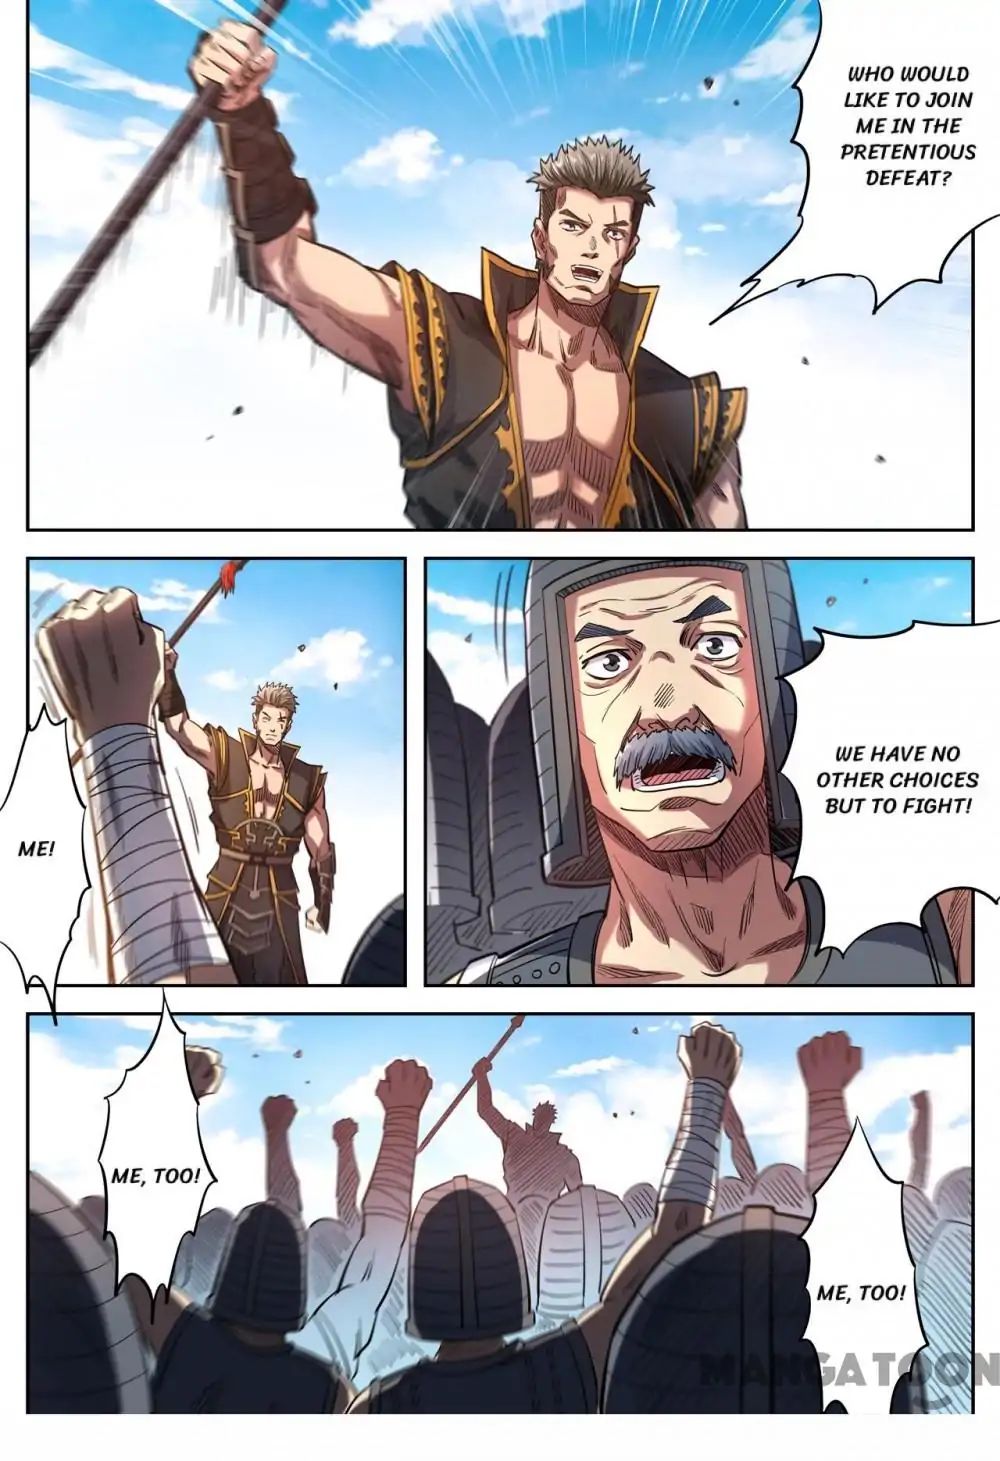 WHO WOULD
LIKE TO JOIN
ME IN THE
PRETENTIOUS
DEFEAT?
ME!
WE HAVE NO
OTHER CHOICES
BUT TO FIGHT!
ME, TOO!
ME, TOO!
MANGATOON